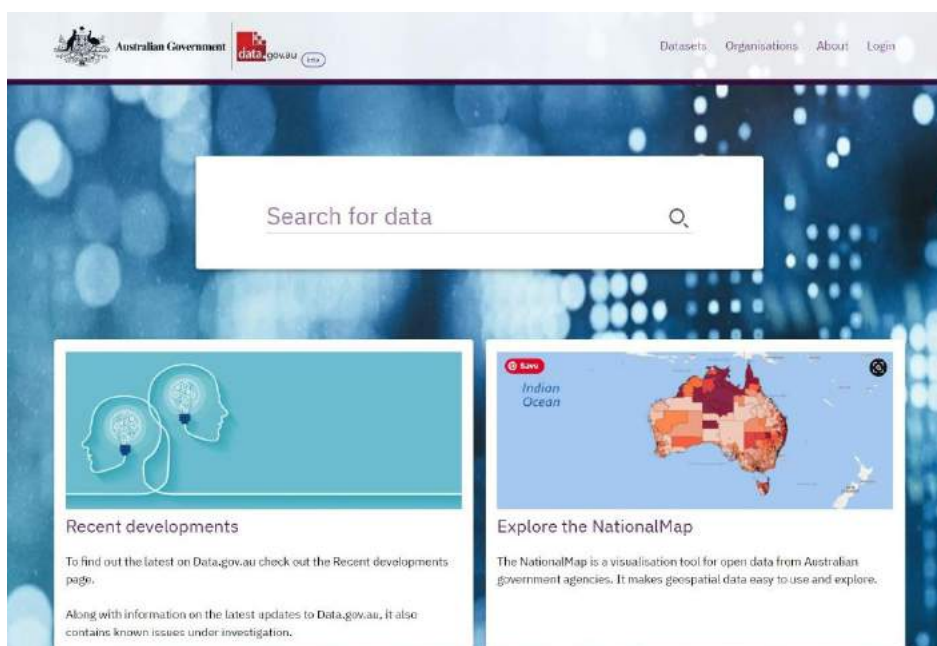 Australian Government
data.gov.au
beta
Datasets Organisations About Login
Search for data
Save
Indian
Ocean
Recent developments
To find out the latest on Data.gov.au check out the Recent developments
page.
Along with information on the latest updates to Data.gov.au, it also
contains known issues under investigation.
Explore the NationalMap
The NationalMap is a visualisation tool for open data from Australian
government agencies. It makes geospatial data easy to use and explore.